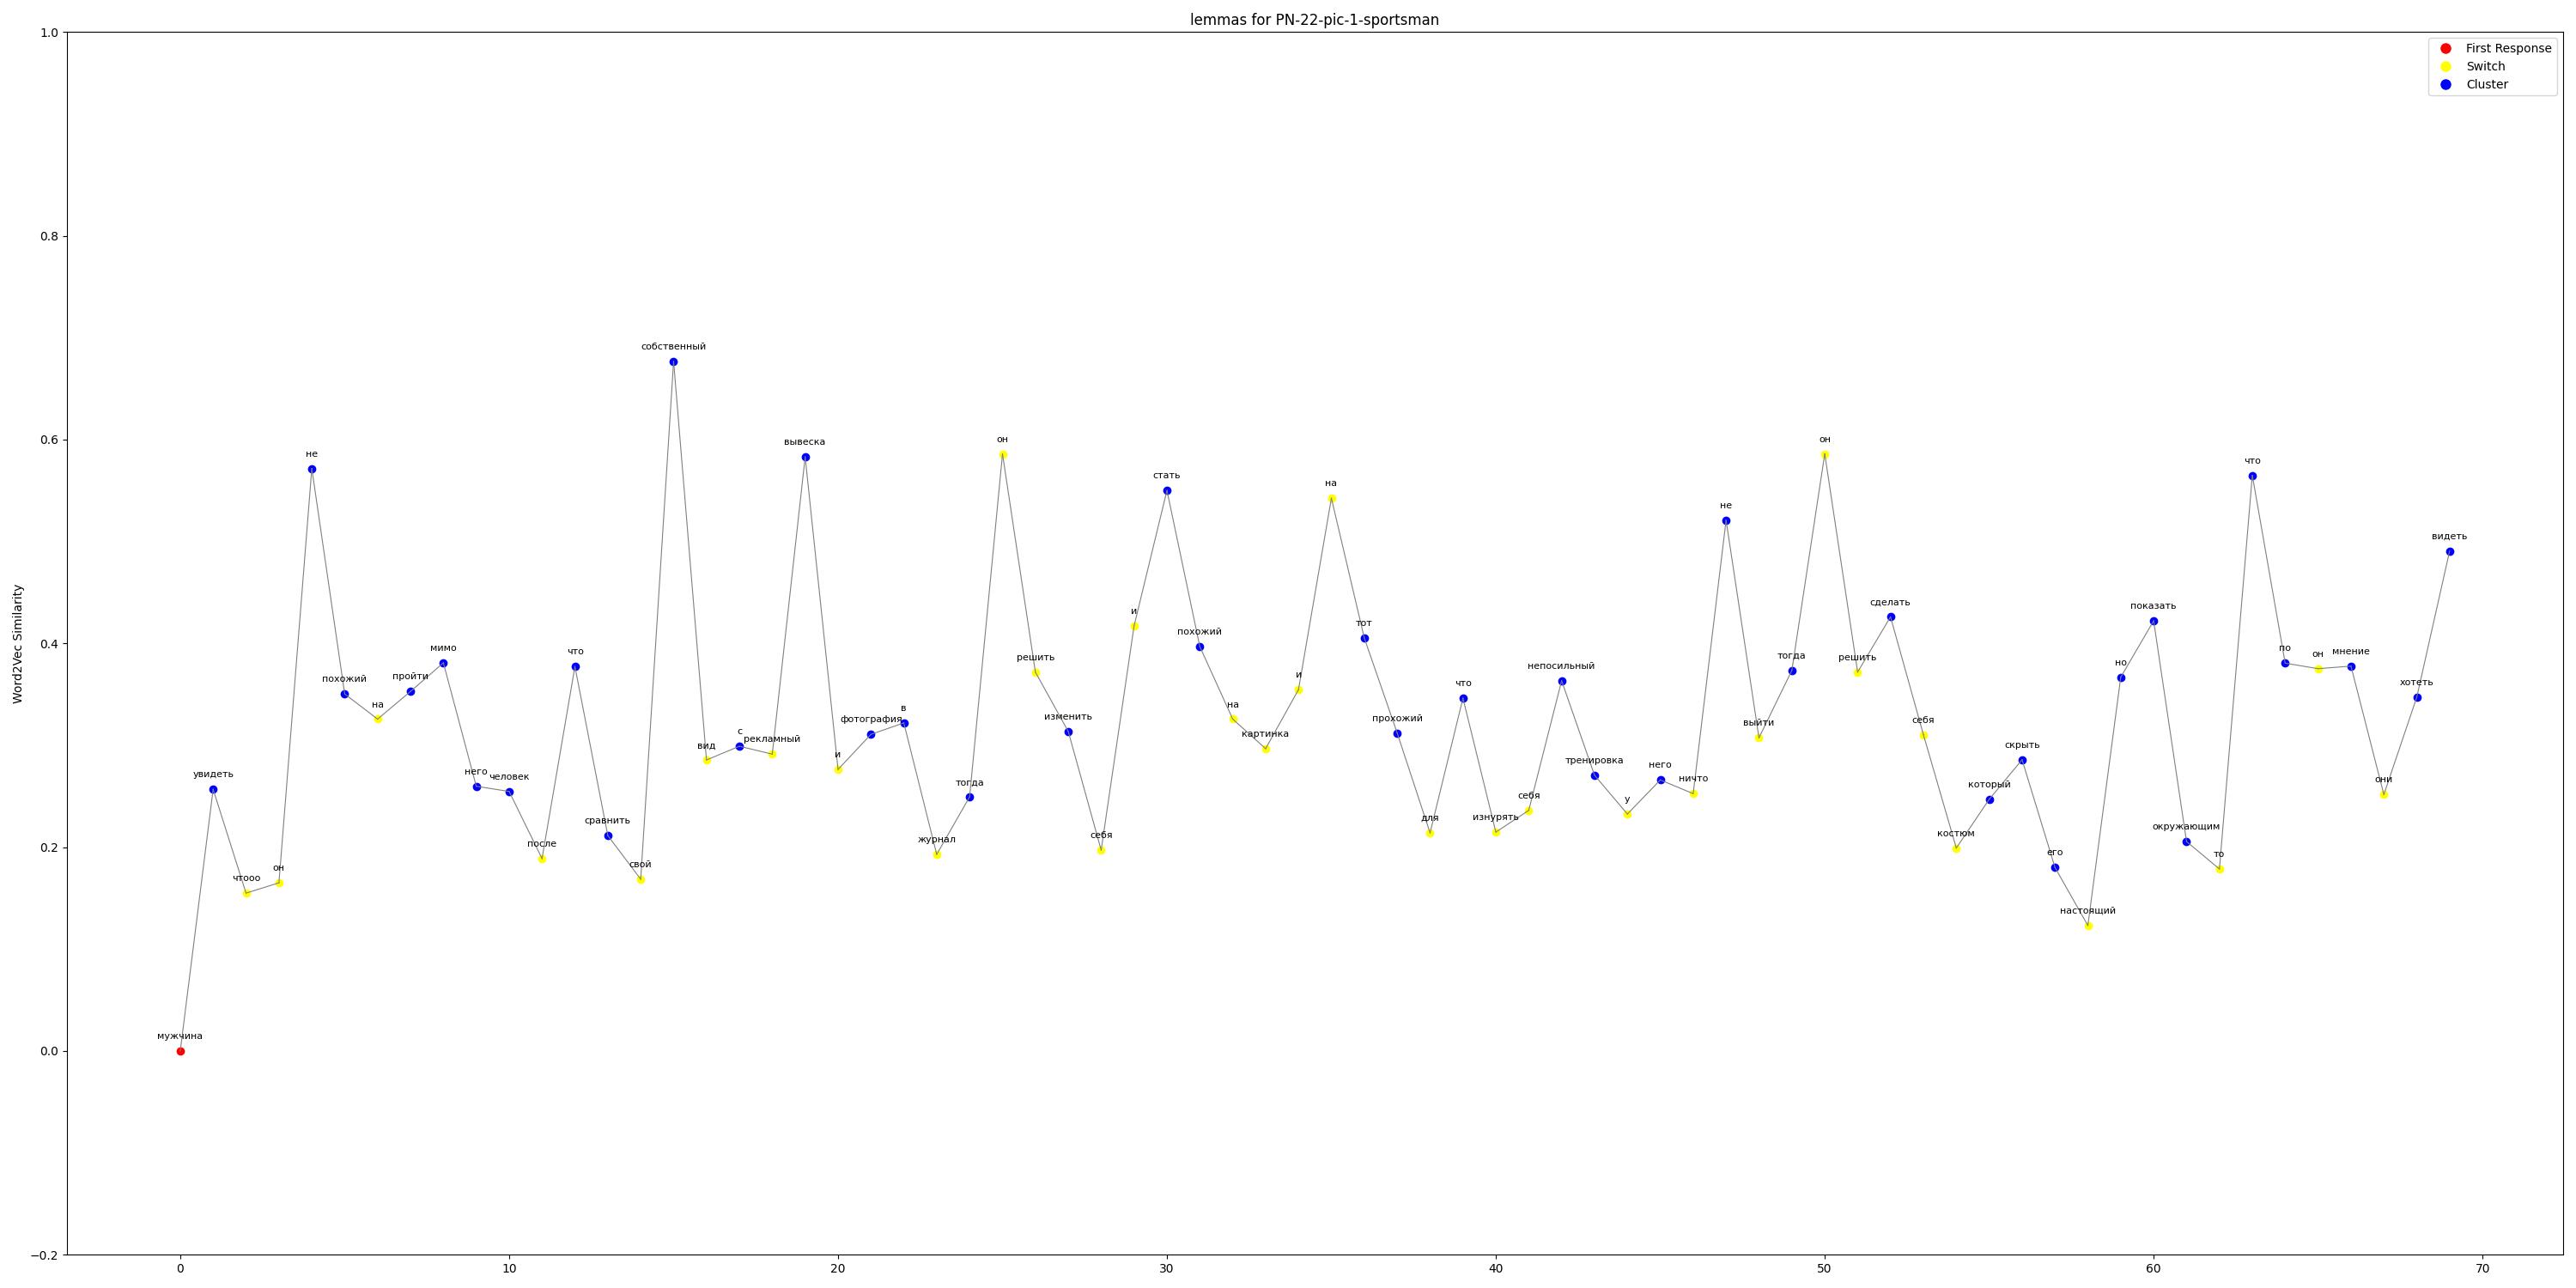 lemmas for PN-22-pic-1-sportsman
First Response
Switch
Cluster
Word2Vec Similarity
1.0
0.8
0.6
0.4
0.2
0.0
−0.2
мужчина
увидеть
чтооо
он
не
похожий
на
пройти
мимо
него
человек
после
что
сравнить
свой
собственный
вид
с
рекламный
вывеска
и
фотография
в
журнал
тогда
он
решить
изменить
себя
и
стать
похожий
на
картинка
и
на
тот
прохожий
для
что
изнурять
себя
непосильный
тренировка
у
него
ничто
не
выйти
тогда
он
решить
сделать
себя
костюм
который
скрыть
его
настоящий
но
показать
окружающим
то
что
по
он
мнение
они
хотеть
видеть
0 10 20 30 40 50 60 70